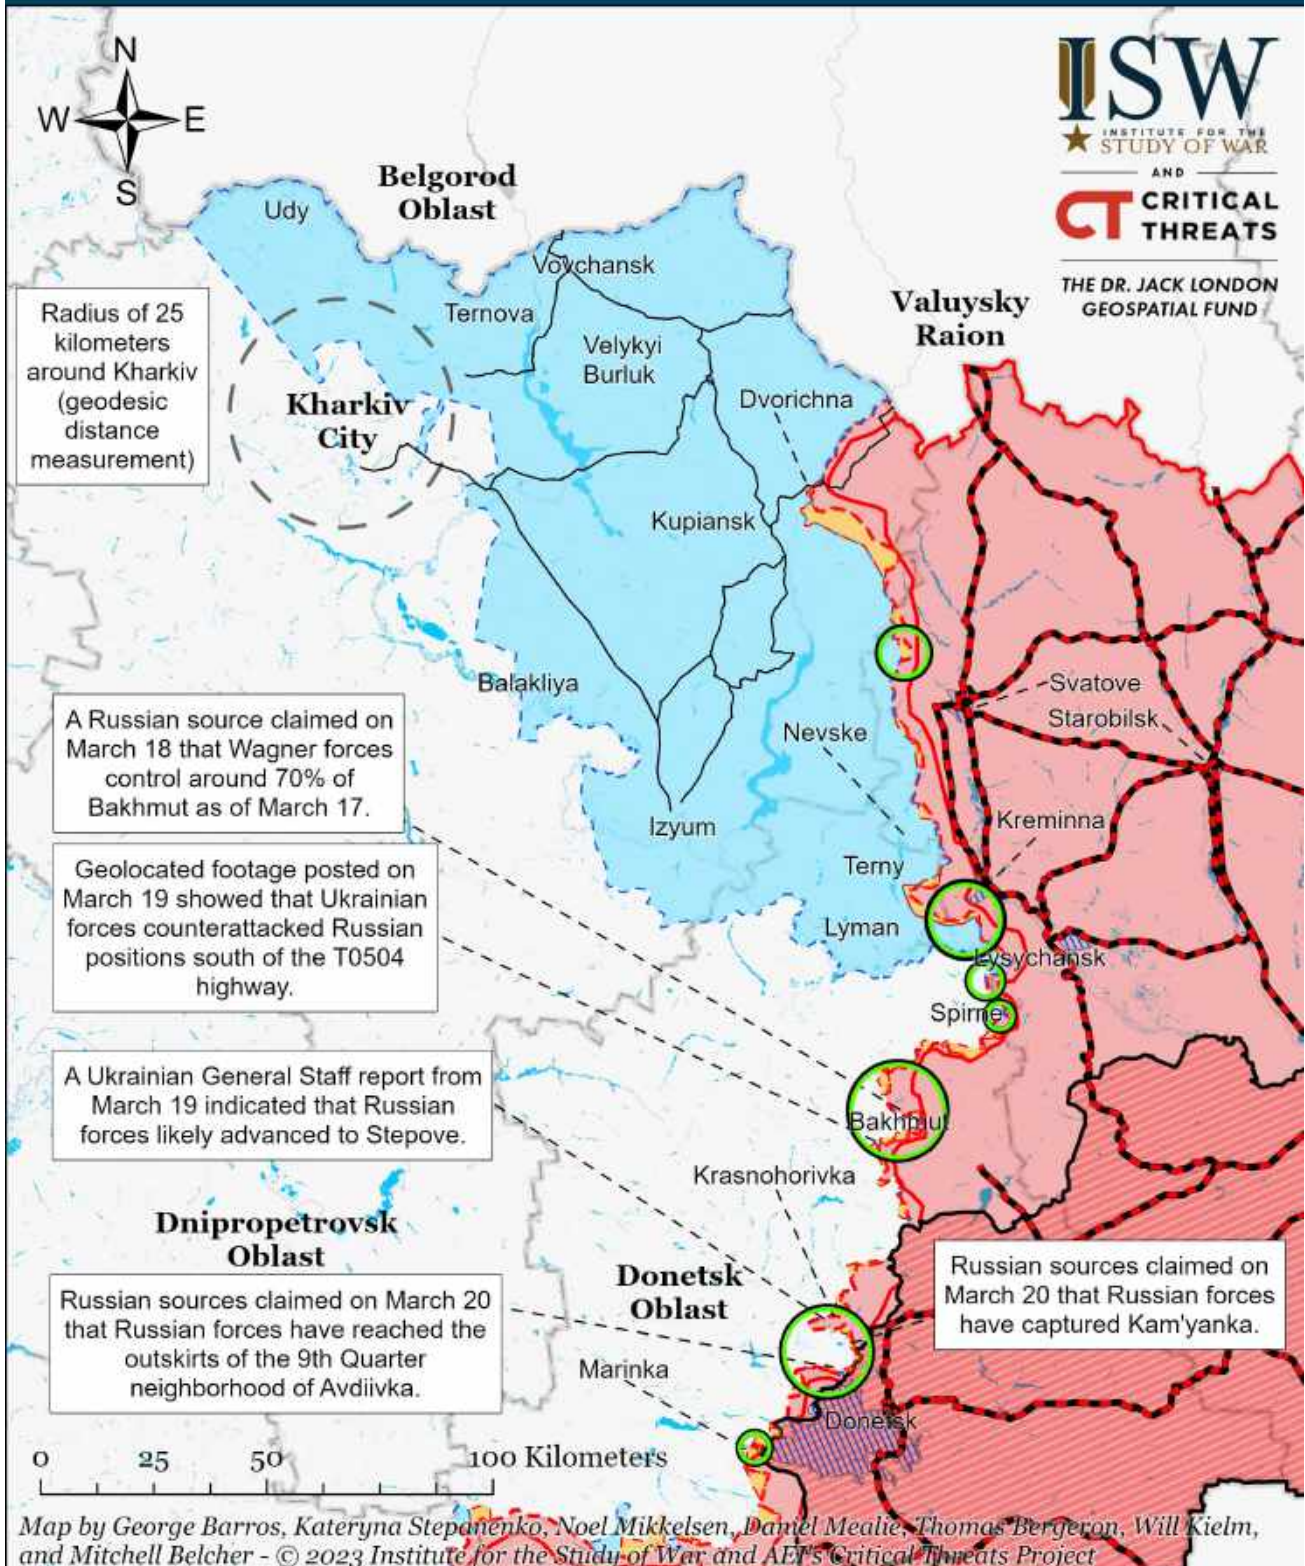 N
W E
S
ISW
INSTITUTE FOR THE
STUDY OF WAR
AND
CT CRITICAL
THREATS
THE DR. JACK LONDON
GEOSPATIAL FUND
Belgorod
Oblast
Udy
Vovchansk
Ternova
Valuysky
Raion
Radius of 25
kilometers
around Kharkiv
(geodesic
distance
measurement)
Velykyi
Burluk
Kharkiv
City
Dvorichna
Kupiansk
Balakliya
Svatove
Starobilsk
Nevske
A Russian source claimed on
March 18 that Wagner forces
control around 70% of
Bakhmut as of March 17.
Izyum
Kreminna
Terny
Geolocated footage posted on
March 19 showed that Ukrainian
forces counterattacked Russian
positions south of the T0504
highway.
Lyman
Lysychansk
Spirne
A Ukrainian General Staff report from
March 19 indicated that Russian
forces likely advanced to Stepove.
Bakhmut
Krasnohorivka
Dnipropetrovsk
Oblast
Donetsk
Oblast
Russian sources claimed on
March 20 that Russian forces
have captured Kam'yanka.
Russian sources claimed on March 20
that Russian forces have reached the
outskirts of the 9th Quarter
neighborhood of Avdiivka.
Marinka
Donetsk
0 25 50 100 Kilometers
Map by George Barros, Kateryna Stepanenko, Noel Mikkelsen, Daniel Mealie, Thomas Bergeron, Will Kielm,
and Mitchell Belcher - © 2023 Institute for the Study of War and AEI's Critical Threats Project